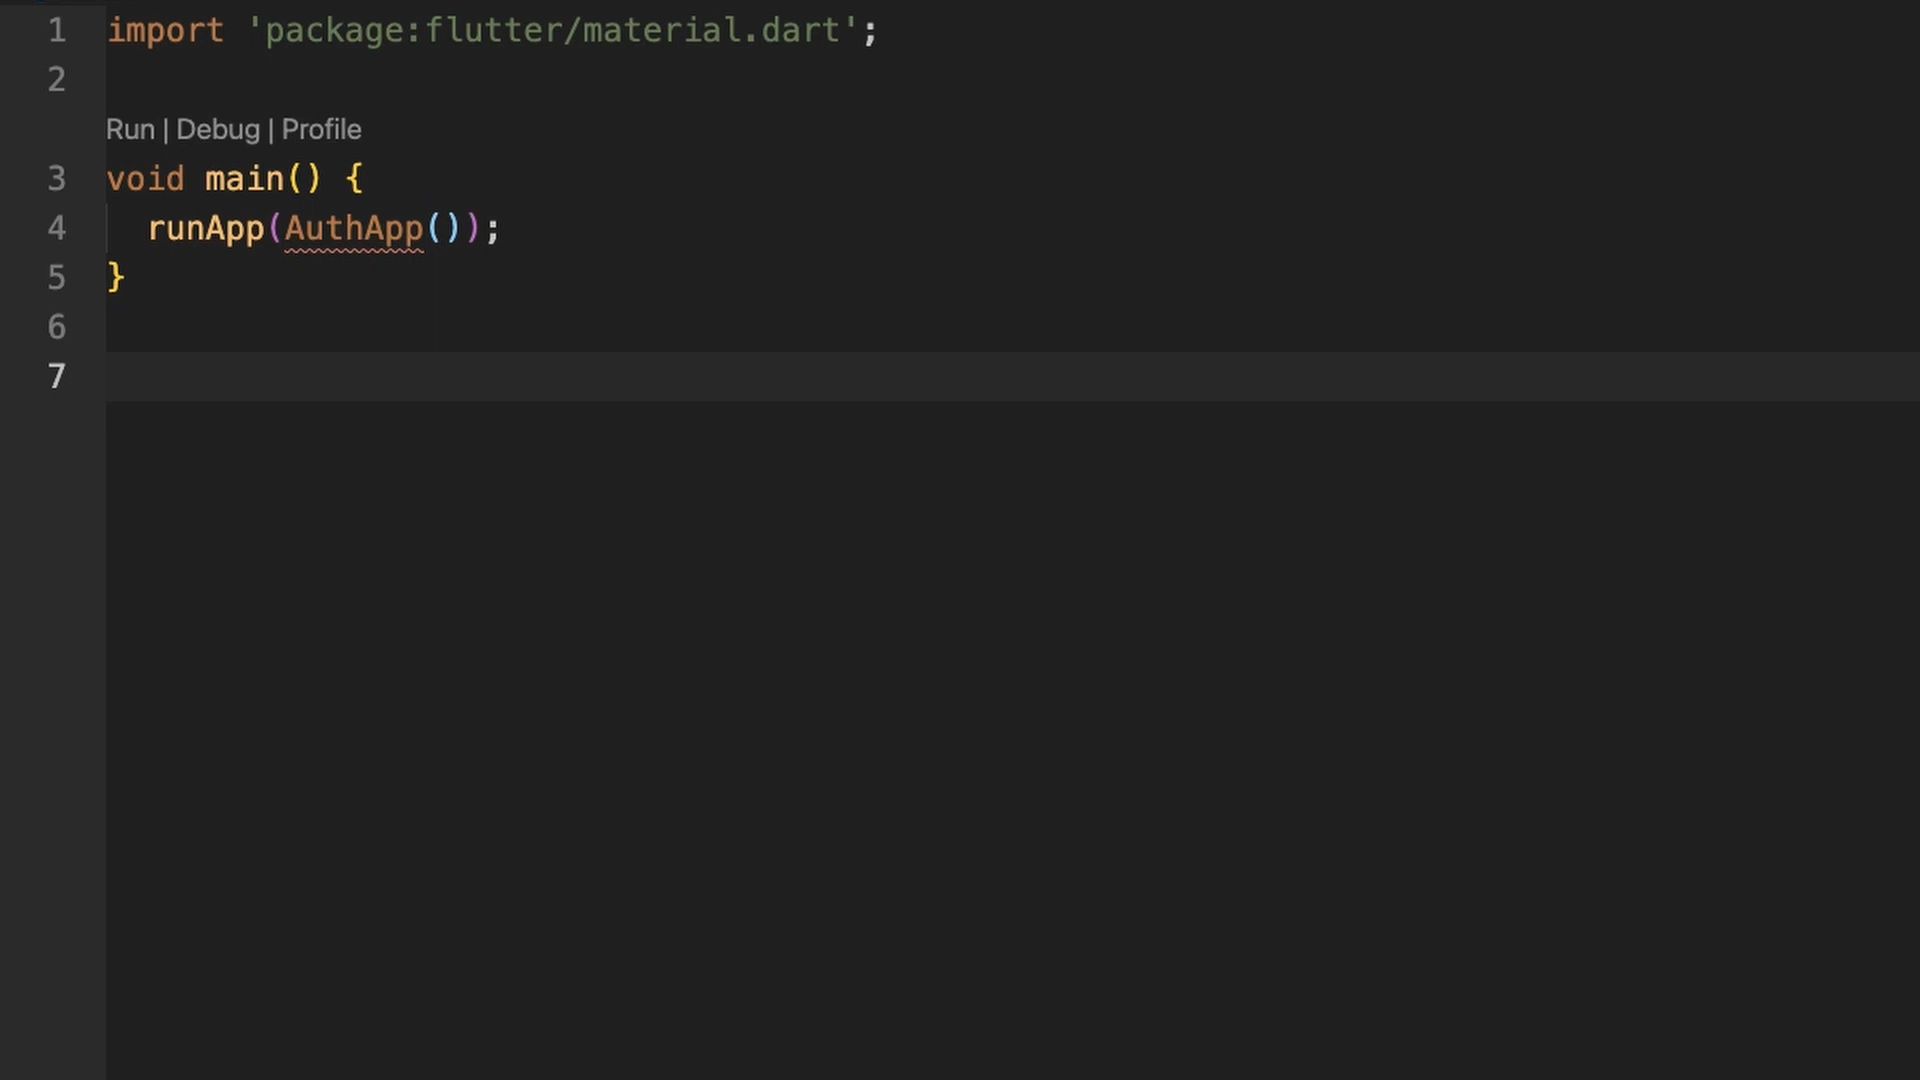 1 import 'package:flutter/material.dart';
2
Run | Debug | Profile
3 void main() {
4   runApp(AuthApp());
5 }
6
7